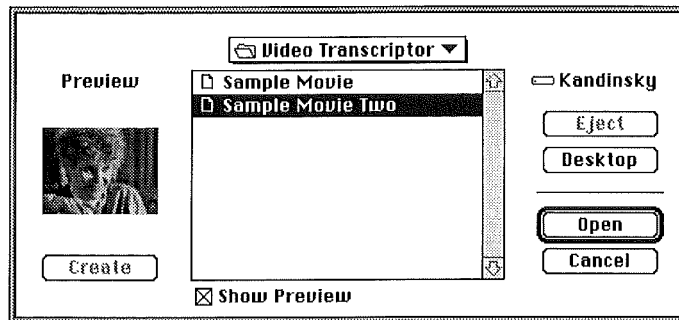 Video Transcriptor
Preview
Sample Movie
Sample Movie Two
Kandinsky
Eject
Desktop
Create
Open
Cancel
Show Preview